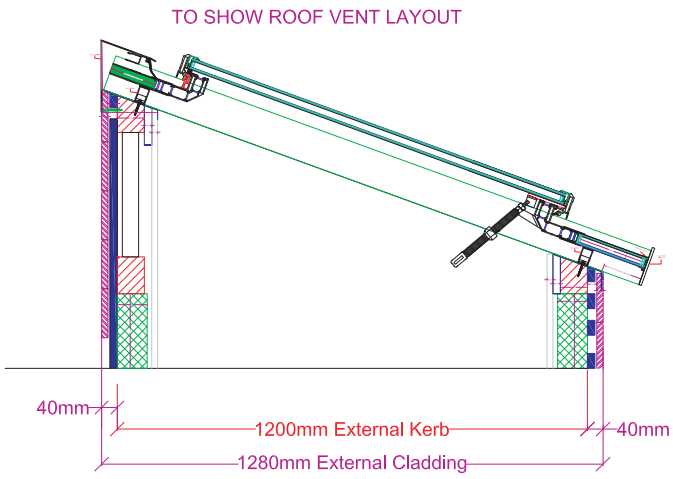 TO SHOW ROOF VENT LAYOUT
40mm
1200mm External Kerb
40mm
1280mm External Cladding